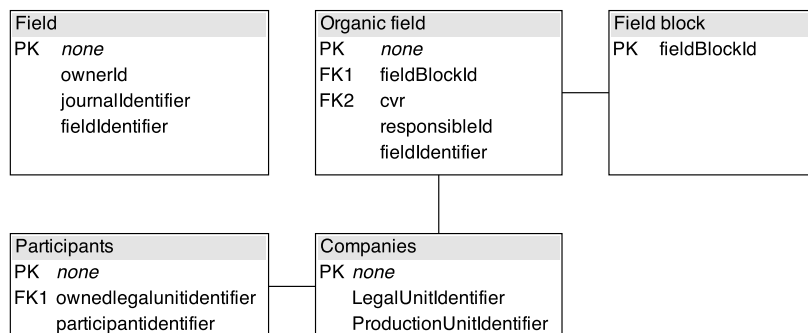 Field
PK none
ownerId
journalIdentifier
fieldIdentifier
Organic field
PK none
FK1 fieldBlockId
FK2 cvr
responsibleId
fieldIdentifier
Field block
PK fieldBlockId
Participants
PK none
FK1 ownedlegalunitidentifier
participantidentifier
Companies
PK none
LegalUnitIdentifier
ProductionUnitIdentifier